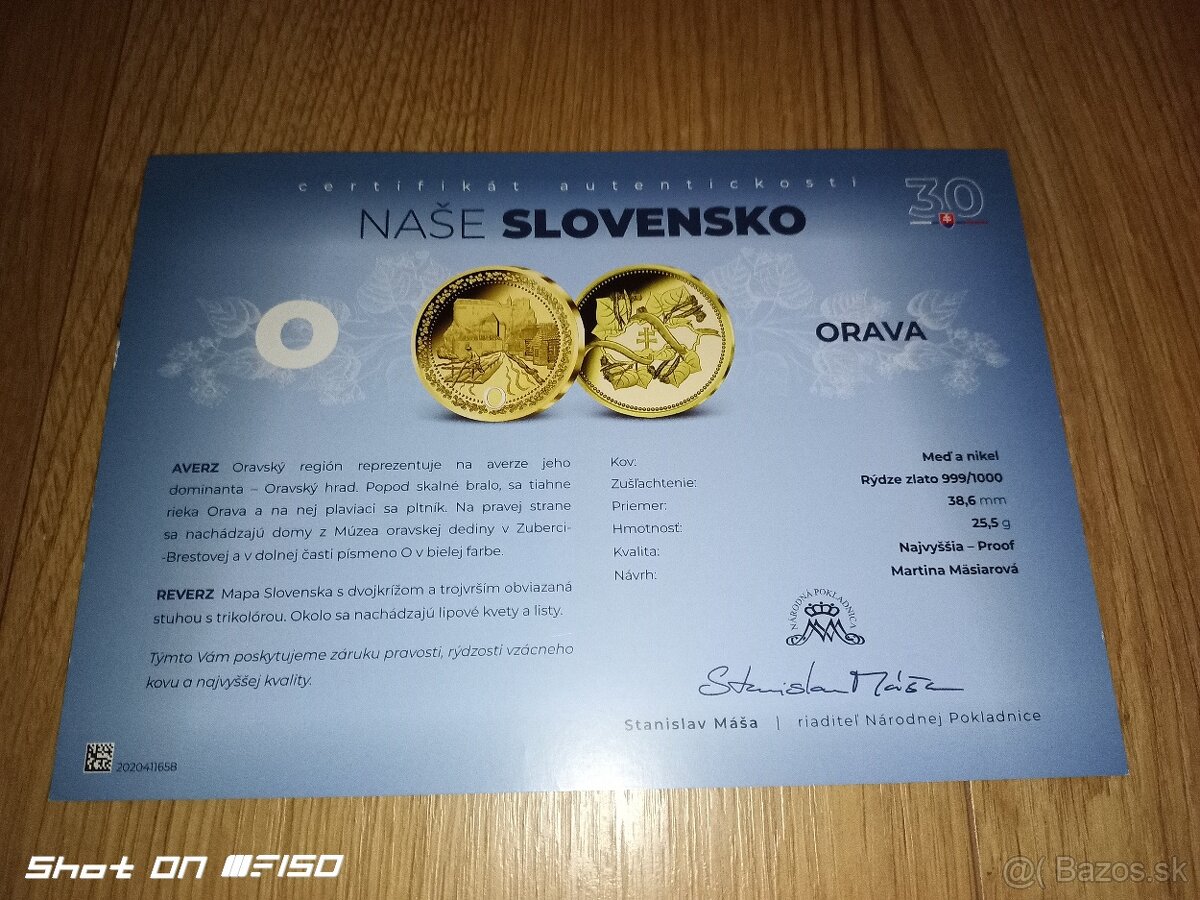 certifikát autentickosti
NAŠE SLOVENSKO
30
O
ORAVA
O
AVERZ Oravský región reprezentuje na averze jeho
dominanta – Oravský hrad. Popod skalné bralo, sa tiahne
rieka Orava a na nej plaviaci sa pltník. Na pravej strane
sa nachádzajú domy z Múzea oravskej dediny v Zuberci-
-Brestovej a v dolnej časti písmeno O v bielej farbe.
REVERZ Mapa Slovenska s dvojkrížom a trojvrším obviazaná
stuhou s trikolórou. Okolo sa nachádzajú lipové kvety a listy.
Týmto Vám poskytujeme záruku pravosti, rýdzosti vzácneho
kovu a najvyššej kvality.
Kov: Meď a nikel
Zušľachtenie: Rýdze zlato 999/1000
Priemer: 38,6 mm
Hmotnosť: 25,5 g
Kvalita: Najvyššia – Proof
Návrh: Martina Mäsiarová
NÁRODNÁ POKLADNICA
Stanislav Máša
Stanislav Máša | riaditeľ Národnej Pokladnice
2020411658
Shot ON F150
@( Bazos.sk